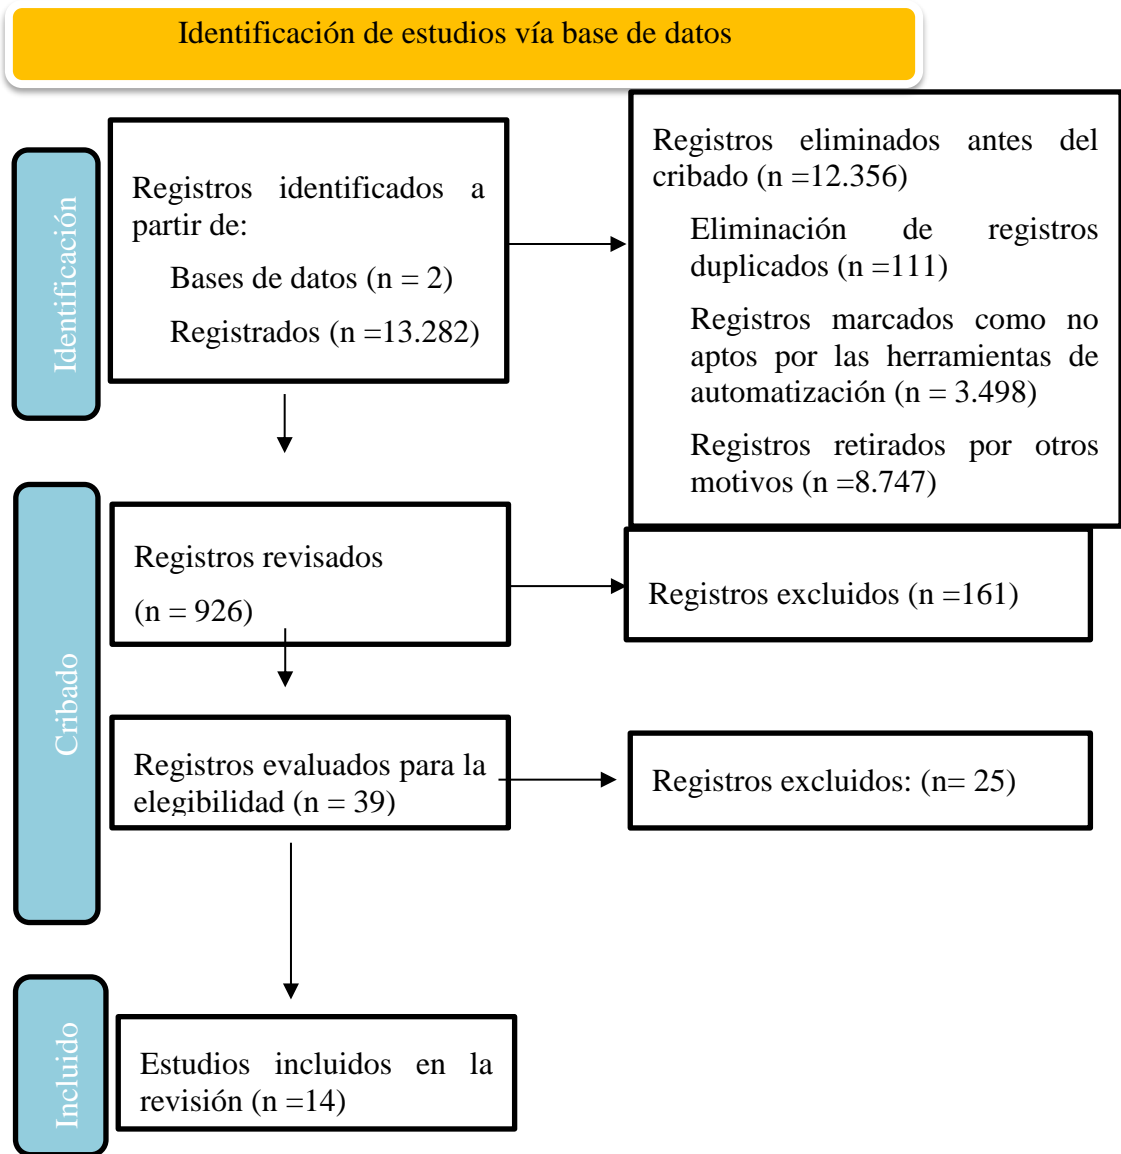 Identificación de estudios vía base de datos
Identificación
Registros identificados a
partir de:
Bases de datos (n = 2)
Registrados (n =13.282)
Registros eliminados antes del
cribado (n =12.356)
Eliminación de registros
duplicados (n =111)
Registros marcados como no
aptos por las herramientas de
automatización (n = 3.498)
Registros retirados por otros
motivos (n =8.747)
Cribado
Registros revisados
(n = 926)
Registros excluidos (n =161)
Registros evaluados para la
elegibilidad (n = 39)
Registros excluidos: (n= 25)
Incluido
Estudios incluidos en la
revisión (n =14)